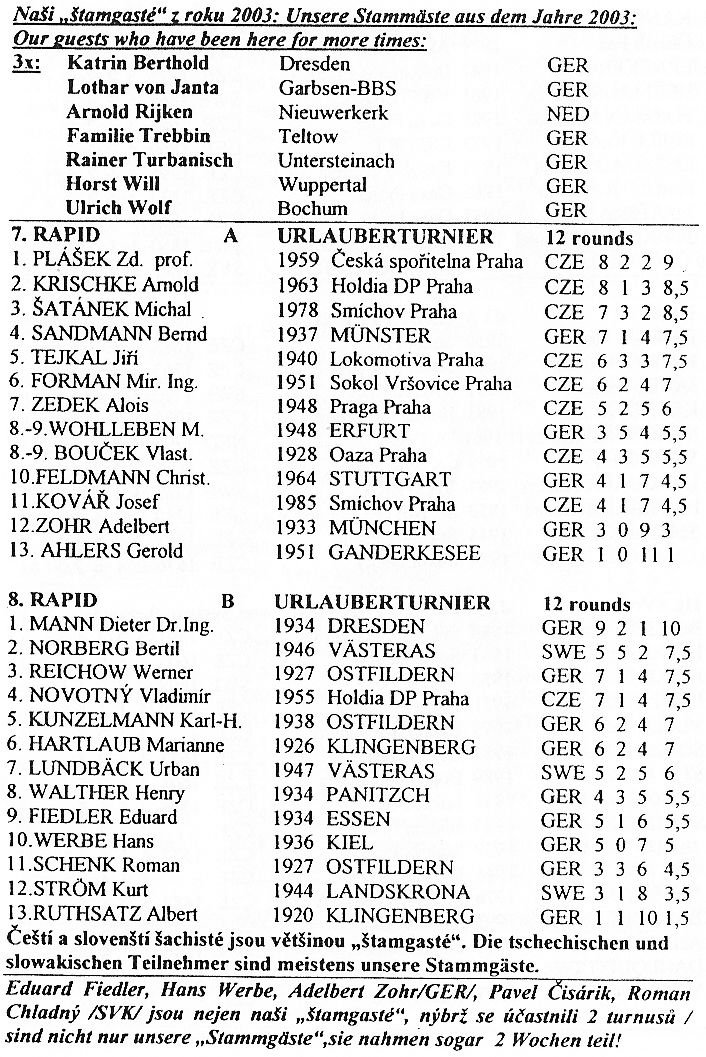 Naši „štamgasté“ z roku 2003: Unsere Stammäste aus dem Jahre 2003:
Our guests who have been here for more times:
3x: Katrin Berthold Dresden GER
Lothar von Janta Garbsen-BBS GER
Arnold Rijken Nieuwerkerk NED
Familie Trebbin Teltow GER
Rainer Turbanisch Untersteinach GER
Horst Will Wuppertal GER
Ulrich Wolf Bochum GER
7. RAPID A URLAUBERTURNIER 12 rounds
1. PLÁŠEK Zd. prof. 1959 Česká spořitelna Praha CZE 8 2 2 9
2. KRISCHKE Arnold 1963 Holdia DP Praha CZE 8 1 3 8,5
3. ŠATÁNEK Michal 1978 Smíchov Praha CZE 7 3 2 8,5
4. SANDMANN Bernd 1937 MÜNSTER GER 7 1 4 7,5
5. TEJKAL Jiří 1940 Lokomotiva Praha CZE 6 3 3 7,5
6. FORMAN Mir. Ing. 1951 Sokol Vršovice Praha CZE 6 2 4 7
7. ZEDEK Alois 1948 Praga Praha CZE 5 2 5 6
8.-9.WOHLLEBEN M. 1948 ERFURT GER 3 5 4 5,5
8.-9. BOUČEK Vlast. 1928 Oaza Praha CZE 4 3 5 5,5
10.FELDMANN Christ. 1964 STUTTGART GER 4 1 7 4,5
11.KOVÁŘ Josef 1985 Smíchov Praha CZE 4 1 7 4,5
12.ZOHR Adelbert 1933 MÜNCHEN GER 3 0 9 3
13. AHLERS Gerold 1951 GANDERKESEE GER 1 0 11 1
8. RAPID B URLAUBERTURNIER 12 rounds
1. MANN Dieter Dr.Ing. 1934 DRESDEN GER 9 2 1 10
2. NORBERG Bertil 1946 VÄSTERAS SWE 5 5 2 7,5
3. REICHOW Werner 1927 OSTFILDERN GER 7 1 4 7,5
4. NOVOTNÝ Vladimír 1955 Holdia DP Praha CZE 7 1 4 7,5
5. KUNZELMANN Karl-H. 1938 OSTFILDERN GER 6 2 4 7
6. HARTLAUB Marianne 1926 KLINGENBERG GER 6 2 4 7
7. LUNDBÄCK Urban 1947 VÄSTERAS SWE 5 2 5 6
8. WALTHER Henry 1934 PANITZCH GER 4 3 5 5,5
9. FIEDLER Eduard 1934 ESSEN GER 5 1 6 5,5
10.WERBE Hans 1936 KIEL GER 5 0 7 5
11.SCHENK Roman 1927 OSTFILDERN GER 3 3 6 4,5
12.STRÖM Kurt 1944 LANDSKRONA SWE 3 1 8 3,5
13.RUTHSATZ Albert 1920 KLINGENBERG GER 1 1 10 1,5
Čeští a slovenští šachisté jsou většinou „štamgasté“. Die tschechischen und
slowakischen Teilnehmer sind meistens unsere Stammgäste.
Eduard Fiedler, Hans Werbe, Adelbert Zohr/GER/, Pavel Čisárik, Roman
Chladný /SVK/ jsou nejen naši „štamgasté“, nýbrž se účastnili 2 turnusů /
sind nicht nur unsere „Stammgäste“,sie nahmen sogar 2 Wochen teil!